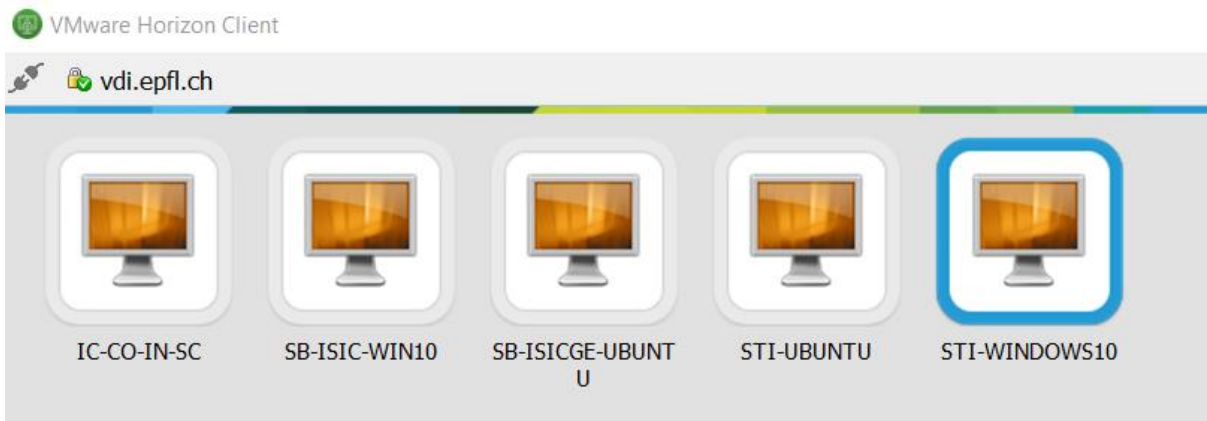 VMware Horizon Client
vdi.epfl.ch
IC-CO-IN-SC
SB-ISIC-WIN10
SB-ISICGE-UBUNT
U
STI-UBUNTU
STI-WINDOWS10